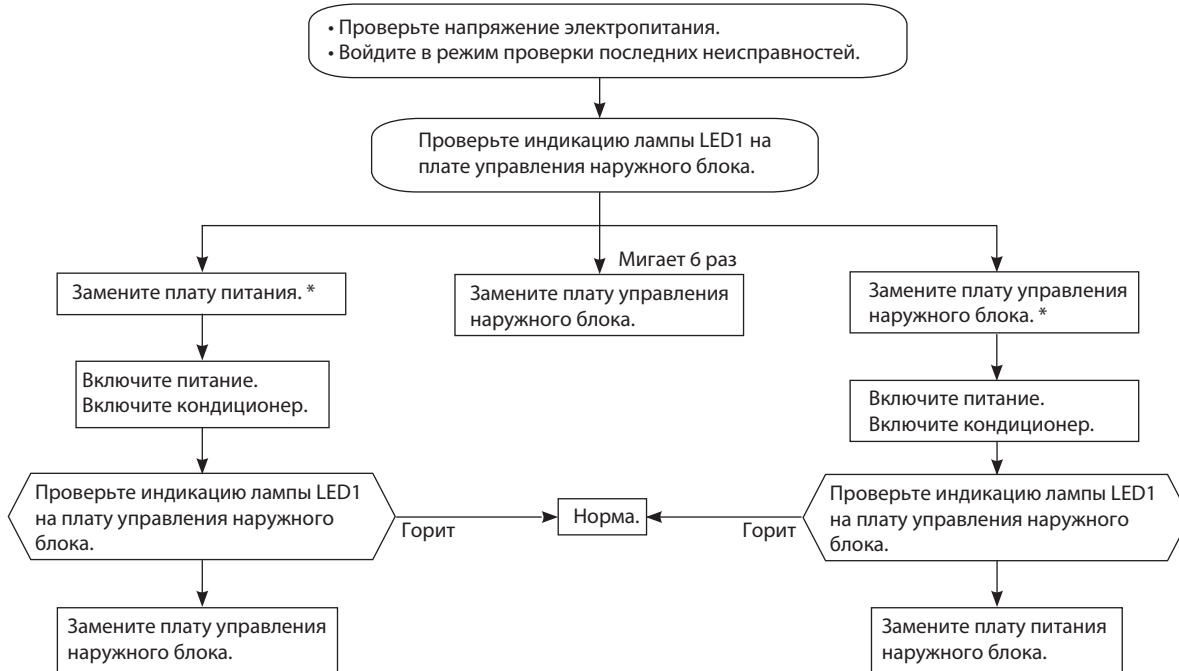 • Проверьте напряжение электропитания.
• Войдите в режим проверки последних неисправностей.
Проверьте индикацию лампы LED1 на
плате управления наружного блока.
Мигает 6 раз
Замените плату питания. *
Замените плату управления
наружного блока.
Замените плату управления
наружного блока. *
Включите питание.
Включите кондиционер.
Включите питание.
Включите кондиционер.
Проверьте индикацию лампы LED1
на плату управления наружного
блока.
Горит
Норма.
Горит
Проверьте индикацию лампы LED1
на плату управления наружного
блока.
Замените плату управления
наружного блока.
Замените плату питания
наружного блока.